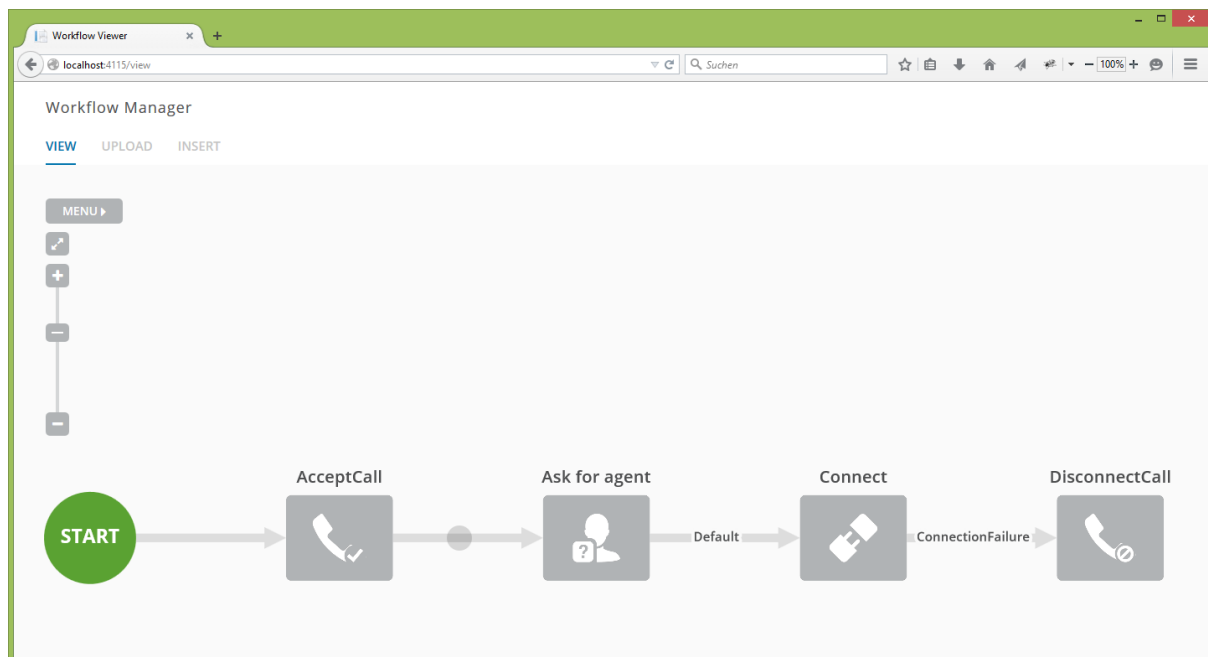 Workflow Viewer
localhost:4115/view
Suchen
100%
Workflow Manager
VIEW UPLOAD INSERT
MENU
AcceptCall Ask for agent Connect DisconnectCall
START ? Default ConnectionFailure